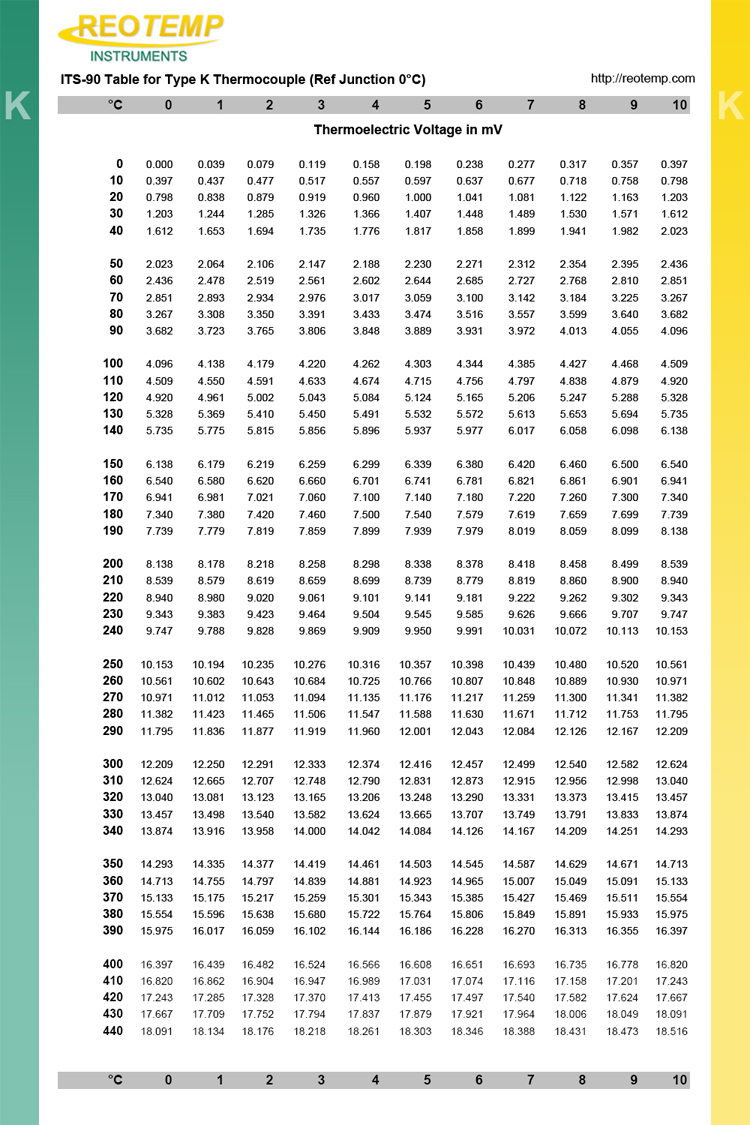 REOTEMP
INSTRUMENTS
ITS-90 Table for Type K Thermocouple (Ref Junction 0°C) http://reotemp.com
K K
°C 0 1 2 3 4 5 6 7 8 9 10
Thermoelectric Voltage in mV
0 0.000 0.039 0.079 0.119 0.158 0.198 0.238 0.277 0.317 0.357 0.397
10 0.397 0.437 0.477 0.517 0.557 0.597 0.637 0.677 0.718 0.758 0.798
20 0.798 0.838 0.879 0.919 0.960 1.000 1.041 1.081 1.122 1.163 1.203
30 1.203 1.244 1.285 1.326 1.366 1.407 1.448 1.489 1.530 1.571 1.612
40 1.612 1.653 1.694 1.735 1.776 1.817 1.858 1.899 1.941 1.982 2.023
50 2.023 2.064 2.106 2.147 2.188 2.230 2.271 2.312 2.354 2.395 2.436
60 2.436 2.478 2.519 2.561 2.602 2.644 2.685 2.727 2.768 2.810 2.851
70 2.851 2.893 2.934 2.976 3.017 3.059 3.100 3.142 3.184 3.225 3.267
80 3.267 3.308 3.350 3.391 3.433 3.474 3.516 3.557 3.599 3.640 3.682
90 3.682 3.723 3.765 3.806 3.848 3.889 3.931 3.972 4.013 4.055 4.096
100 4.096 4.138 4.179 4.220 4.262 4.303 4.344 4.385 4.427 4.468 4.509
110 4.509 4.550 4.591 4.633 4.674 4.715 4.756 4.797 4.838 4.879 4.920
120 4.920 4.961 5.002 5.043 5.084 5.124 5.165 5.206 5.247 5.288 5.328
130 5.328 5.369 5.410 5.450 5.491 5.532 5.572 5.613 5.653 5.694 5.735
140 5.735 5.775 5.815 5.856 5.896 5.937 5.977 6.017 6.058 6.098 6.138
150 6.138 6.179 6.219 6.259 6.299 6.339 6.380 6.420 6.460 6.500 6.540
160 6.540 6.580 6.620 6.660 6.701 6.741 6.781 6.821 6.861 6.901 6.941
170 6.941 6.981 7.021 7.060 7.100 7.140 7.180 7.220 7.260 7.300 7.340
180 7.340 7.380 7.420 7.460 7.500 7.540 7.579 7.619 7.659 7.699 7.739
190 7.739 7.779 7.819 7.859 7.899 7.939 7.979 8.019 8.059 8.099 8.138
200 8.138 8.178 8.218 8.258 8.298 8.338 8.378 8.418 8.458 8.499 8.539
210 8.539 8.579 8.619 8.659 8.699 8.739 8.779 8.819 8.860 8.900 8.940
220 8.940 8.980 9.020 9.061 9.101 9.141 9.181 9.222 9.262 9.302 9.343
230 9.343 9.383 9.423 9.464 9.504 9.545 9.585 9.626 9.666 9.707 9.747
240 9.747 9.788 9.828 9.869 9.909 9.950 9.991 10.031 10.072 10.113 10.153
250 10.153 10.194 10.235 10.276 10.316 10.357 10.398 10.439 10.480 10.520 10.561
260 10.561 10.602 10.643 10.684 10.725 10.766 10.807 10.848 10.889 10.930 10.971
270 10.971 11.012 11.053 11.094 11.135 11.176 11.217 11.259 11.300 11.341 11.382
280 11.382 11.423 11.465 11.506 11.547 11.588 11.630 11.671 11.712 11.753 11.795
290 11.795 11.836 11.877 11.919 11.960 12.001 12.043 12.084 12.126 12.167 12.209
300 12.209 12.250 12.291 12.333 12.374 12.416 12.457 12.499 12.540 12.582 12.624
310 12.624 12.665 12.707 12.748 12.790 12.831 12.873 12.915 12.956 12.998 13.040
320 13.040 13.081 13.123 13.165 13.206 13.248 13.290 13.331 13.373 13.415 13.457
330 13.457 13.498 13.540 13.582 13.624 13.665 13.707 13.749 13.791 13.833 13.874
340 13.874 13.916 13.958 14.000 14.042 14.084 14.126 14.167 14.209 14.251 14.293
350 14.293 14.335 14.377 14.419 14.461 14.503 14.545 14.587 14.629 14.671 14.713
360 14.713 14.755 14.797 14.839 14.881 14.923 14.965 15.007 15.049 15.091 15.133
370 15.133 15.175 15.217 15.259 15.301 15.343 15.385 15.427 15.469 15.511 15.554
380 15.554 15.596 15.638 15.680 15.722 15.764 15.806 15.849 15.891 15.933 15.975
390 15.975 16.017 16.059 16.102 16.144 16.186 16.228 16.270 16.313 16.355 16.397
400 16.397 16.439 16.482 16.524 16.566 16.608 16.651 16.693 16.735 16.778 16.820
410 16.820 16.862 16.904 16.947 16.989 17.031 17.074 17.116 17.158 17.201 17.243
420 17.243 17.285 17.328 17.370 17.413 17.455 17.497 17.540 17.582 17.624 17.667
430 17.667 17.709 17.752 17.794 17.837 17.879 17.921 17.964 18.006 18.049 18.091
440 18.091 18.134 18.176 18.218 18.261 18.303 18.346 18.388 18.431 18.473 18.516
°C 0 1 2 3 4 5 6 7 8 9 10